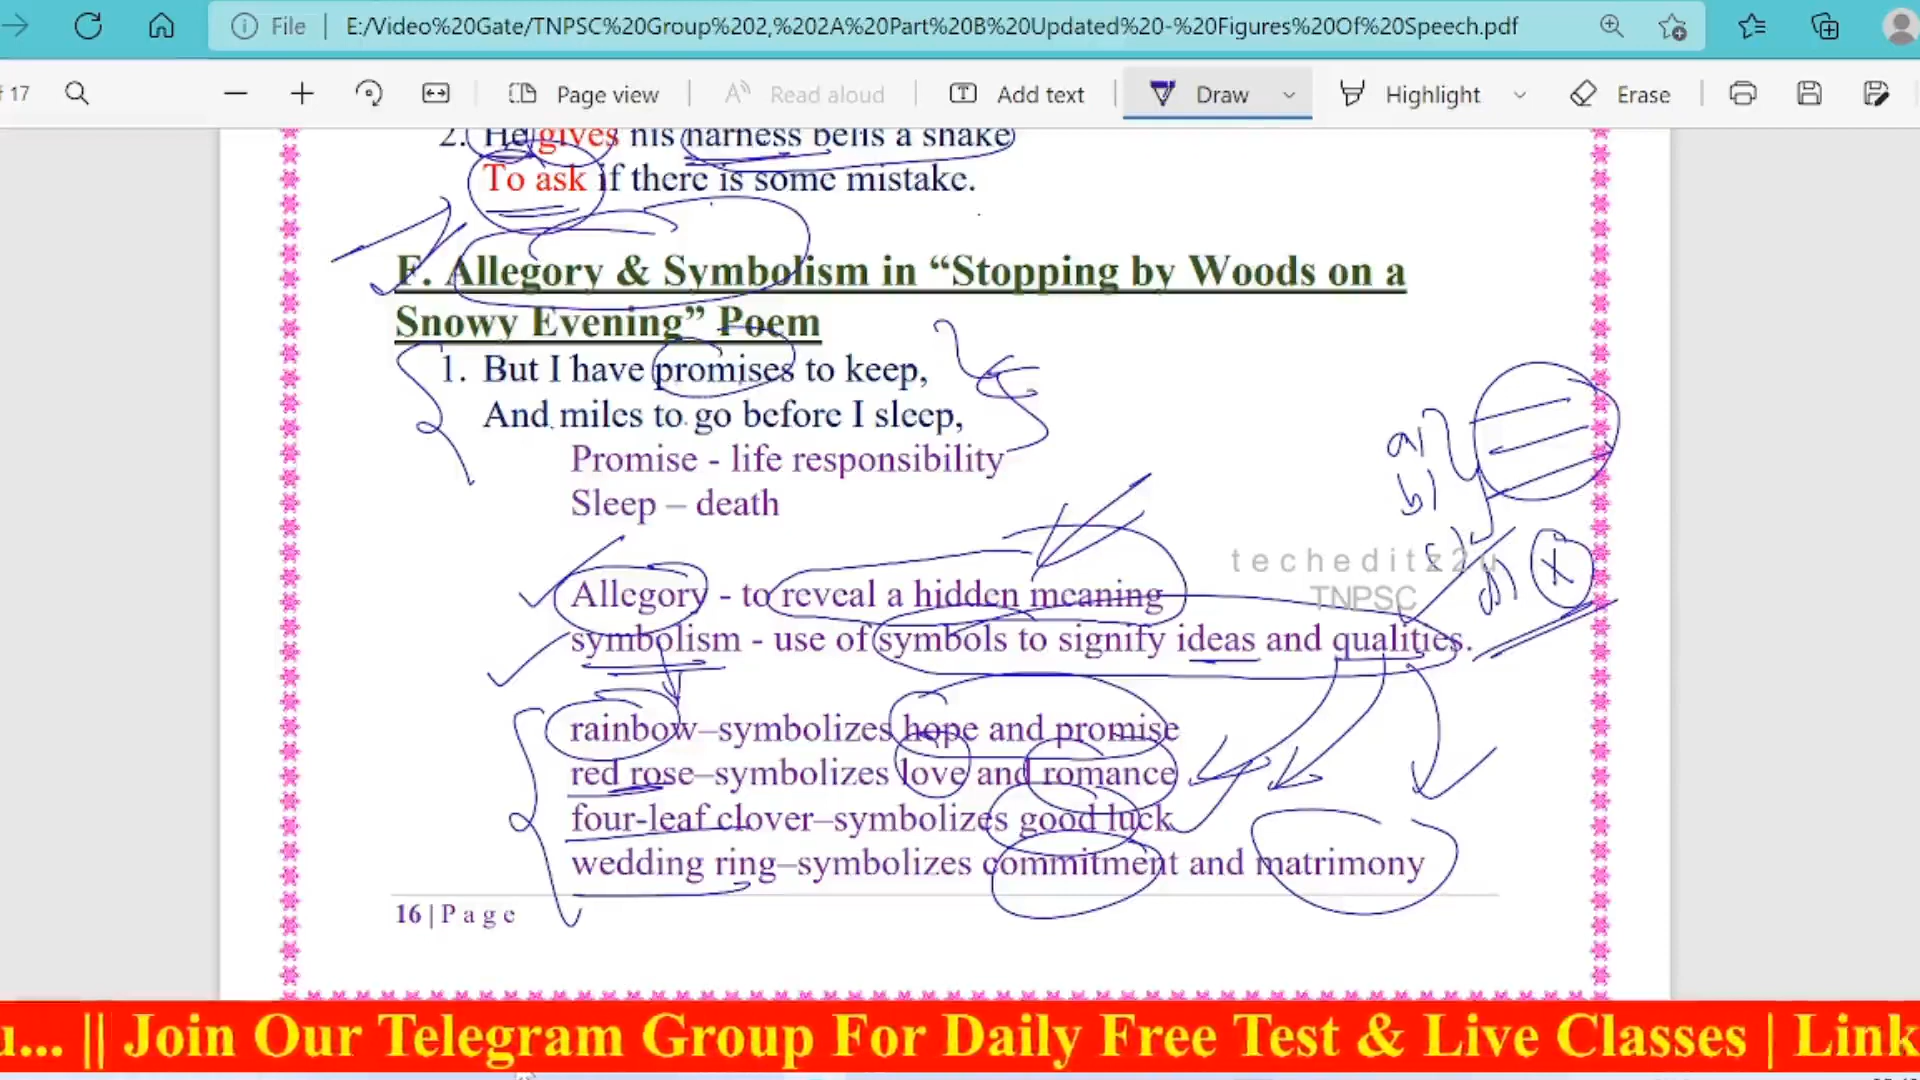 File | E:/Video%20Gate/TNPSC%20Group%202,%202A%20Part%20B%20Updated%20-%20Figures%20Of%20Speech.pdf
f 17
Page view
Read aloud
Add text
Draw
Highlight
Erase
2. He gives his harness bells a shake
To ask if there is some mistake.
F. Allegory & Symbolism in “Stopping by Woods on a
Snowy Evening” Poem
1. But I have promises to keep,
And miles to go before I sleep,
Promise - life responsibility
Sleep – death
a)
b)
c)
d)
techeditz2u
TNPSC
Allegory - to reveal a hidden meaning
symbolism - use of symbols to signify ideas and qualities.
rainbow–symbolizes hope and promise
red rose–symbolizes love and romance
four-leaf clover–symbolizes good luck
wedding ring–symbolizes commitment and matrimony
16 | Page
u... || Join Our Telegram Group For Daily Free Test & Live Classes | Link